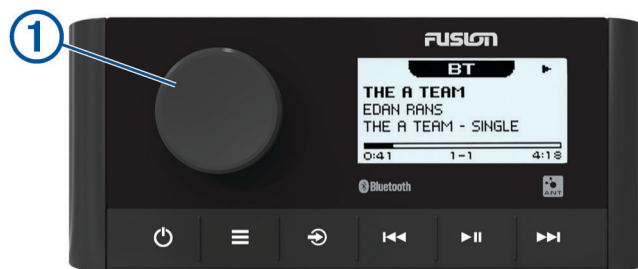 1
FUSION
BT
THE A TEAM
EDAN RANS
THE A TEAM - SINGLE
0:41 1-1 4:18
Bluetooth
ANT